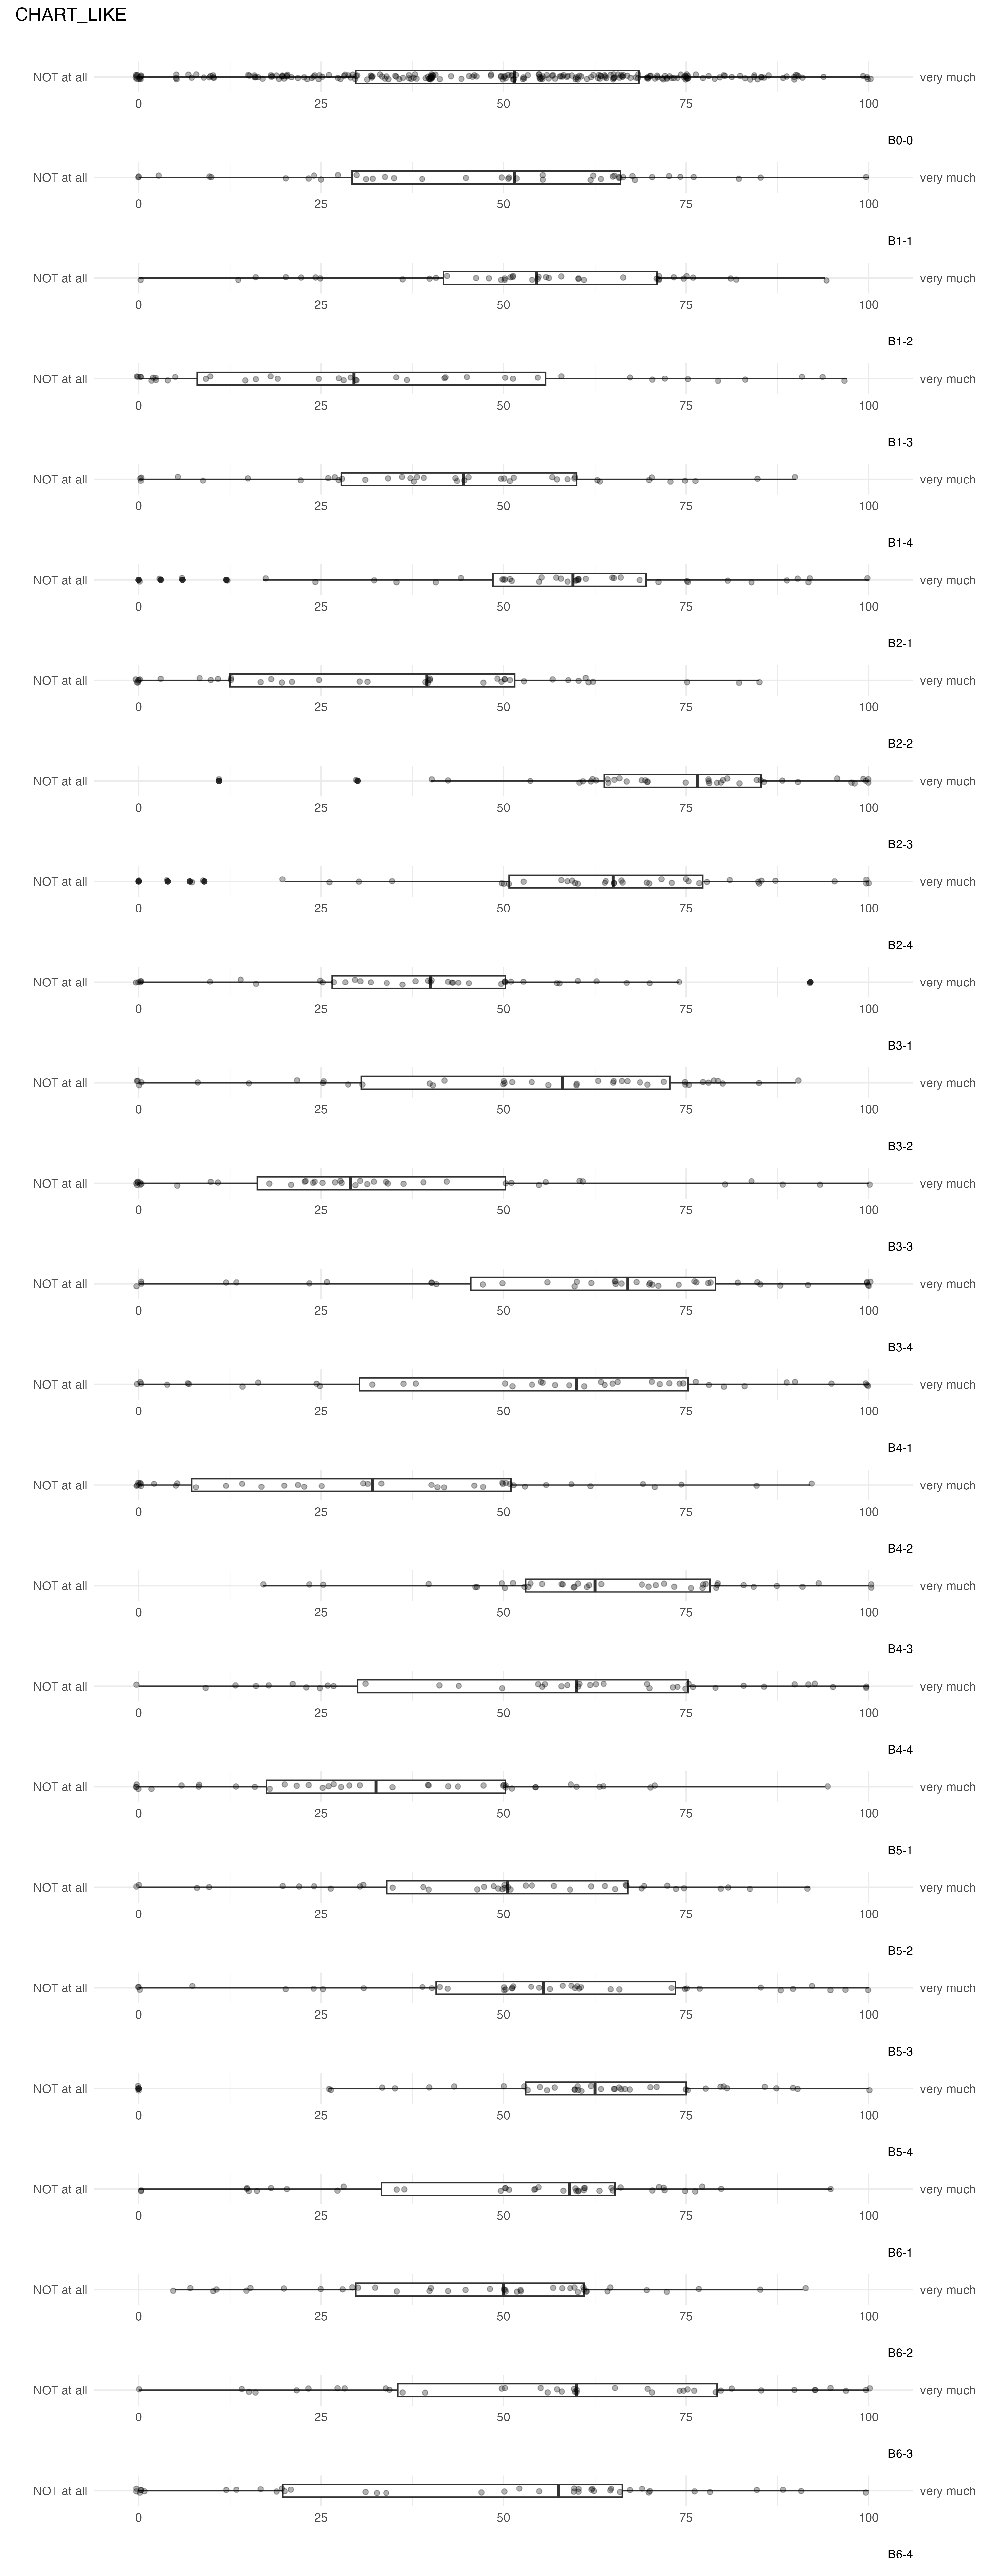 CHART_LIKE
NOT at all very much
0 25 50 75 100
B0-0
NOT at all very much
0 25 50 75 100
B1-1
NOT at all very much
0 25 50 75 100
B1-2
NOT at all very much
0 25 50 75 100
B1-3
NOT at all very much
0 25 50 75 100
B1-4
NOT at all very much
0 25 50 75 100
B2-1
NOT at all very much
0 25 50 75 100
B2-2
NOT at all very much
0 25 50 75 100
B2-3
NOT at all very much
0 25 50 75 100
B2-4
NOT at all very much
0 25 50 75 100
B3-1
NOT at all very much
0 25 50 75 100
B3-2
NOT at all very much
0 25 50 75 100
B3-3
NOT at all very much
0 25 50 75 100
B3-4
NOT at all very much
0 25 50 75 100
B4-1
NOT at all very much
0 25 50 75 100
B4-2
NOT at all very much
0 25 50 75 100
B4-3
NOT at all very much
0 25 50 75 100
B4-4
NOT at all very much
0 25 50 75 100
B5-1
NOT at all very much
0 25 50 75 100
B5-2
NOT at all very much
0 25 50 75 100
B5-3
NOT at all very much
0 25 50 75 100
B5-4
NOT at all very much
0 25 50 75 100
B6-1
NOT at all very much
0 25 50 75 100
B6-2
NOT at all very much
0 25 50 75 100
B6-3
NOT at all very much
0 25 50 75 100
B6-4